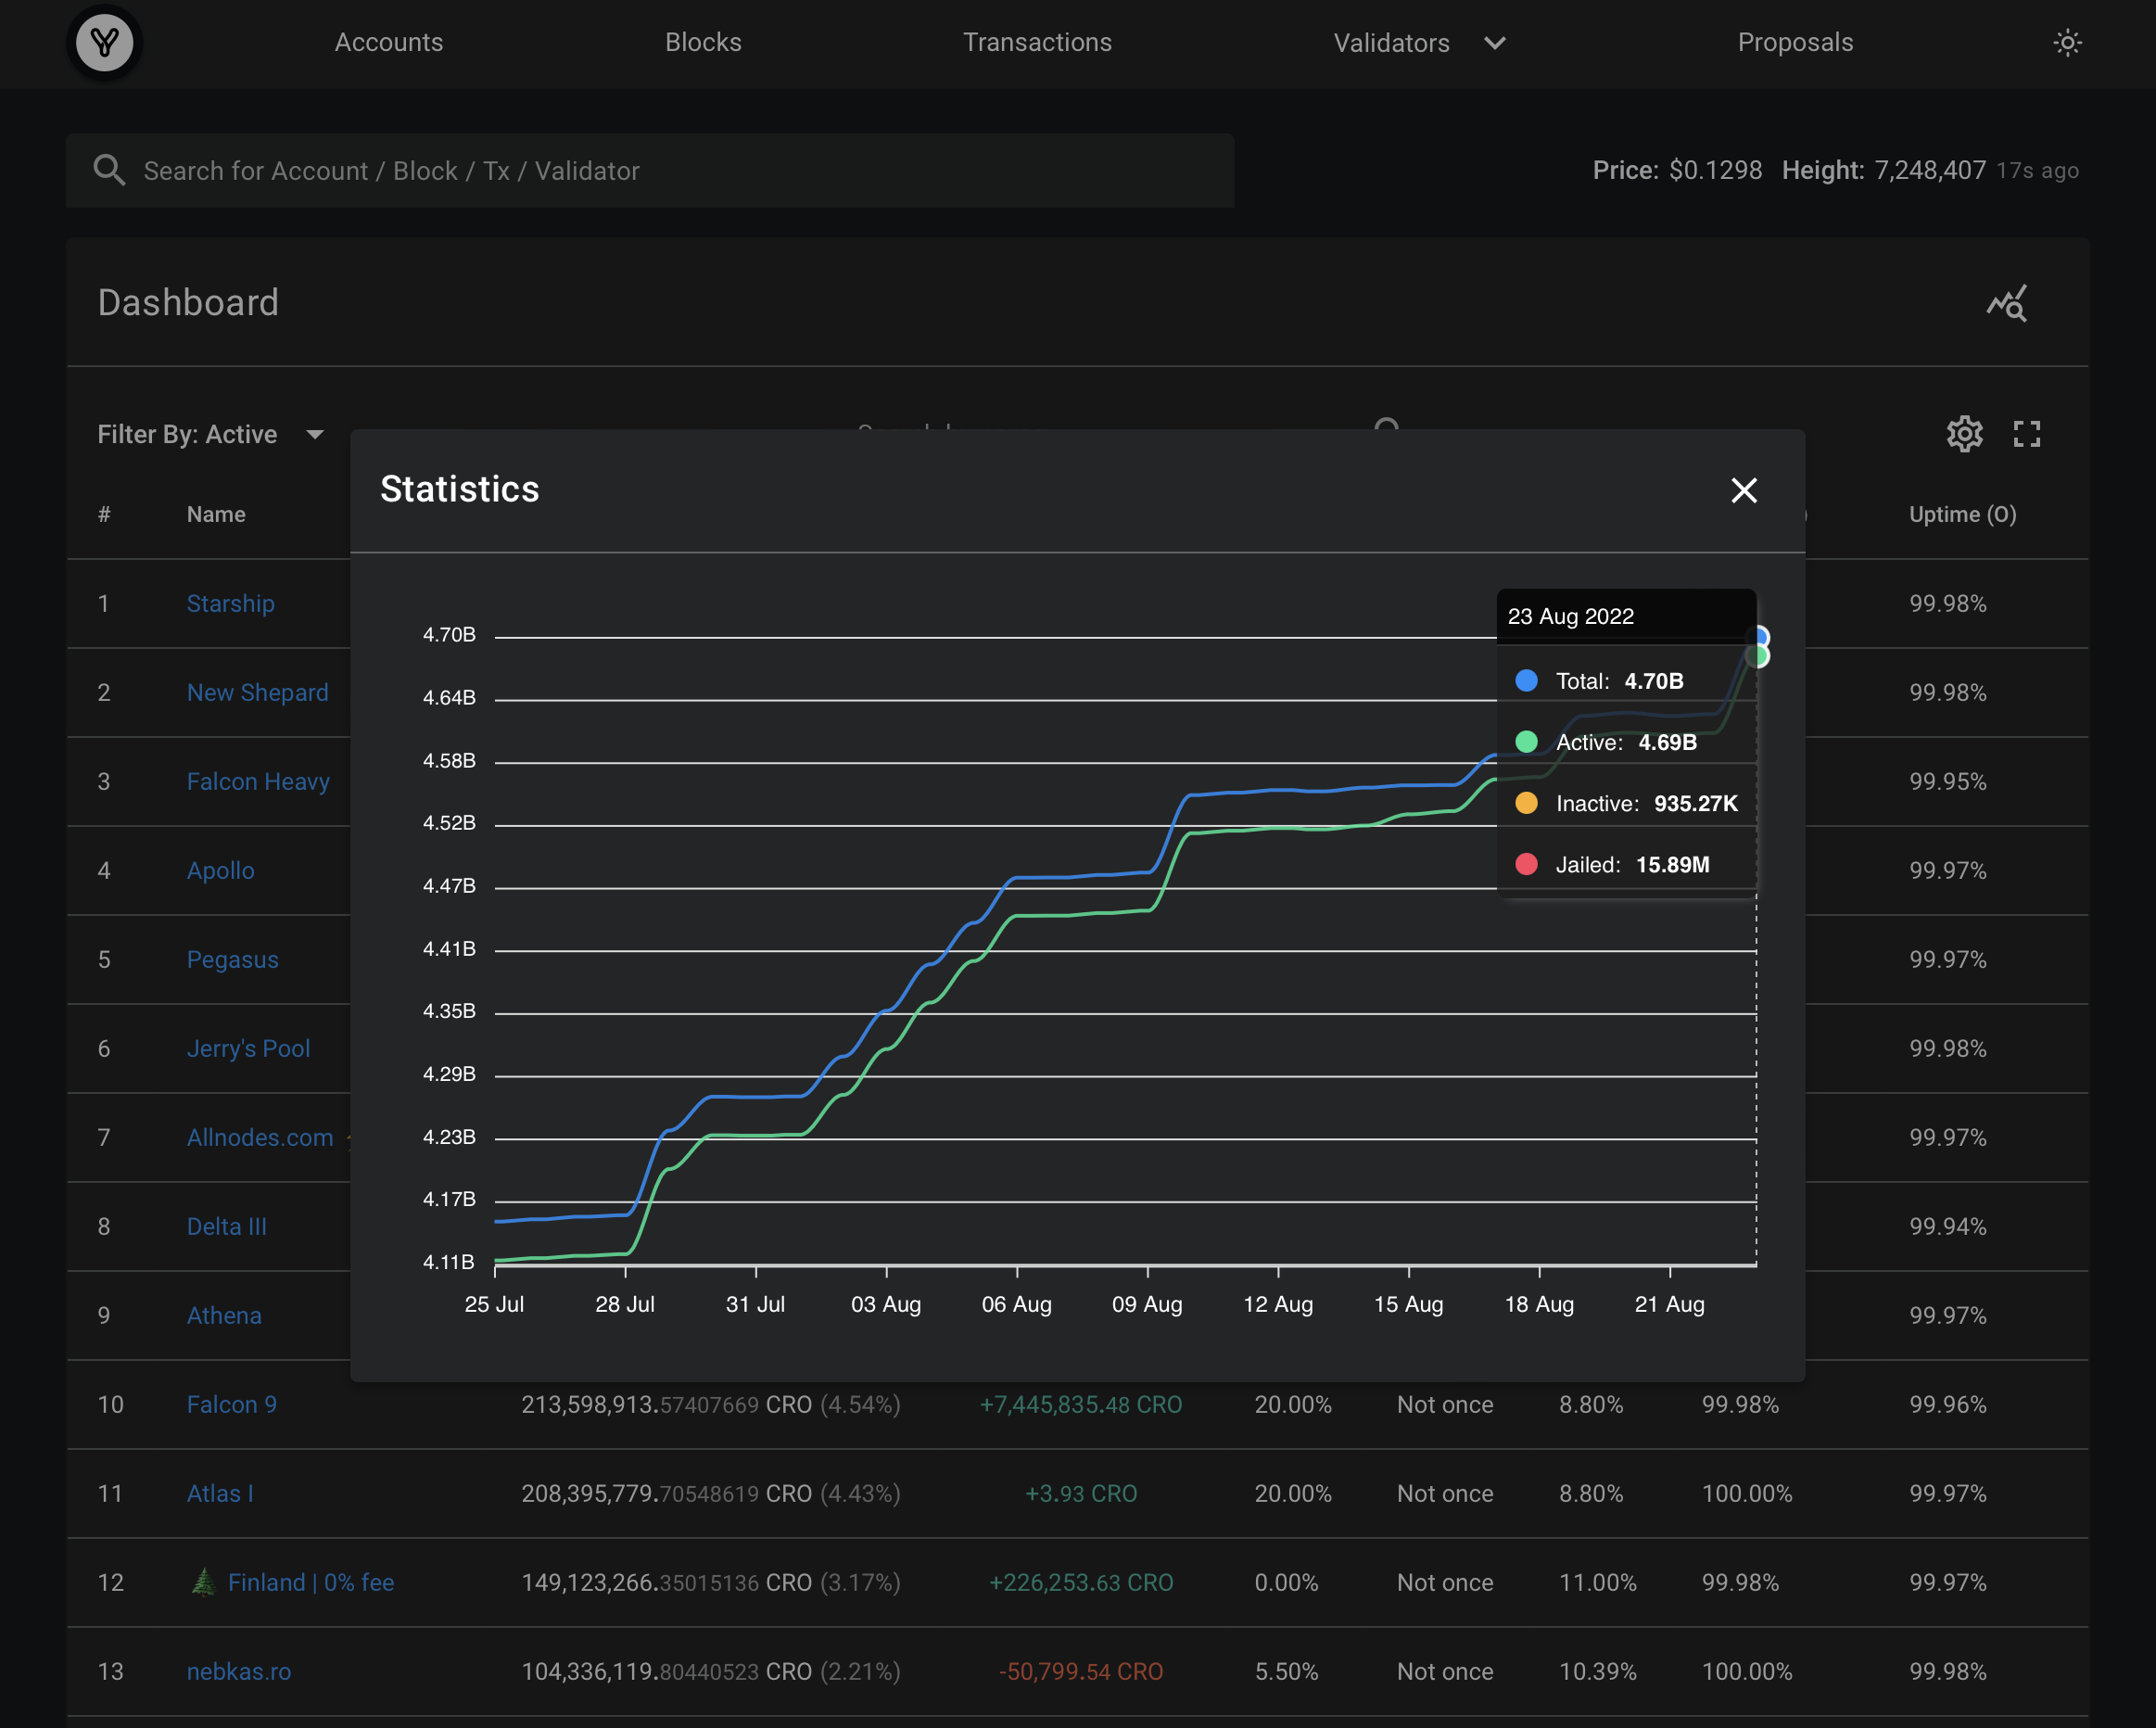 Accounts Blocks Transactions Validators Proposals
Search for Account / Block / Tx / Validator
Price: $0.1298 Height: 7,248,407 17s ago
Dashboard
Filter By: Active
# Name Uptime (O)
1 Starship 99.98%
2 New Shepard 99.98%
3 Falcon Heavy 99.95%
4 Apollo 99.97%
5 Pegasus 99.97%
6 Jerry's Pool 99.98%
7 Allnodes.com 99.97%
8 Delta III 99.94%
9 Athena 99.97%
10 Falcon 9 213,598,913.57407669 CRO (4.54%) +7,445,835.48 CRO 20.00% Not once 8.80% 99.98% 99.96%
11 Atlas I 208,395,779.70548619 CRO (4.43%) +3.93 CRO 20.00% Not once 8.80% 100.00% 99.97%
12 Finland | 0% fee 149,123,266.35015136 CRO (3.17%) +226,253.63 CRO 0.00% Not once 11.00% 99.98% 99.97%
13 nebkas.ro 104,336,119.80440523 CRO (2.21%) -50,799.54 CRO 5.50% Not once 10.39% 100.00% 99.98%
Statistics
4.70B
4.64B
4.58B
4.52B
4.47B
4.41B
4.35B
4.29B
4.23B
4.17B
4.11B
25 Jul 28 Jul 31 Jul 03 Aug 06 Aug 09 Aug 12 Aug 15 Aug 18 Aug 21 Aug
23 Aug 2022
Total: 4.70B
Active: 4.69B
Inactive: 935.27K
Jailed: 15.89M